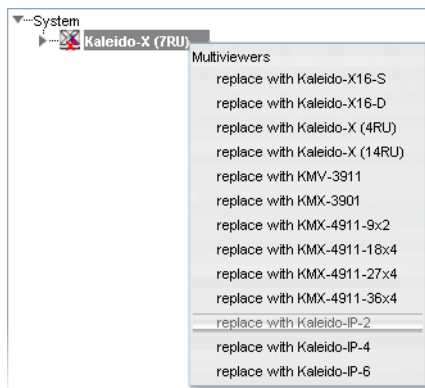 System
Kaleido-X (7RU)
Multiviewers
replace with Kaleido-X16-S
replace with Kaleido-X16-D
replace with Kaleido-X (4RU)
replace with Kaleido-X (14RU)
replace with KMV-3911
replace with KMX-3901
replace with KMX-4911-9x2
replace with KMX-4911-18x4
replace with KMX-4911-27x4
replace with KMX-4911-36x4
replace with Kaleido-IP-2
replace with Kaleido-IP-4
replace with Kaleido-IP-6